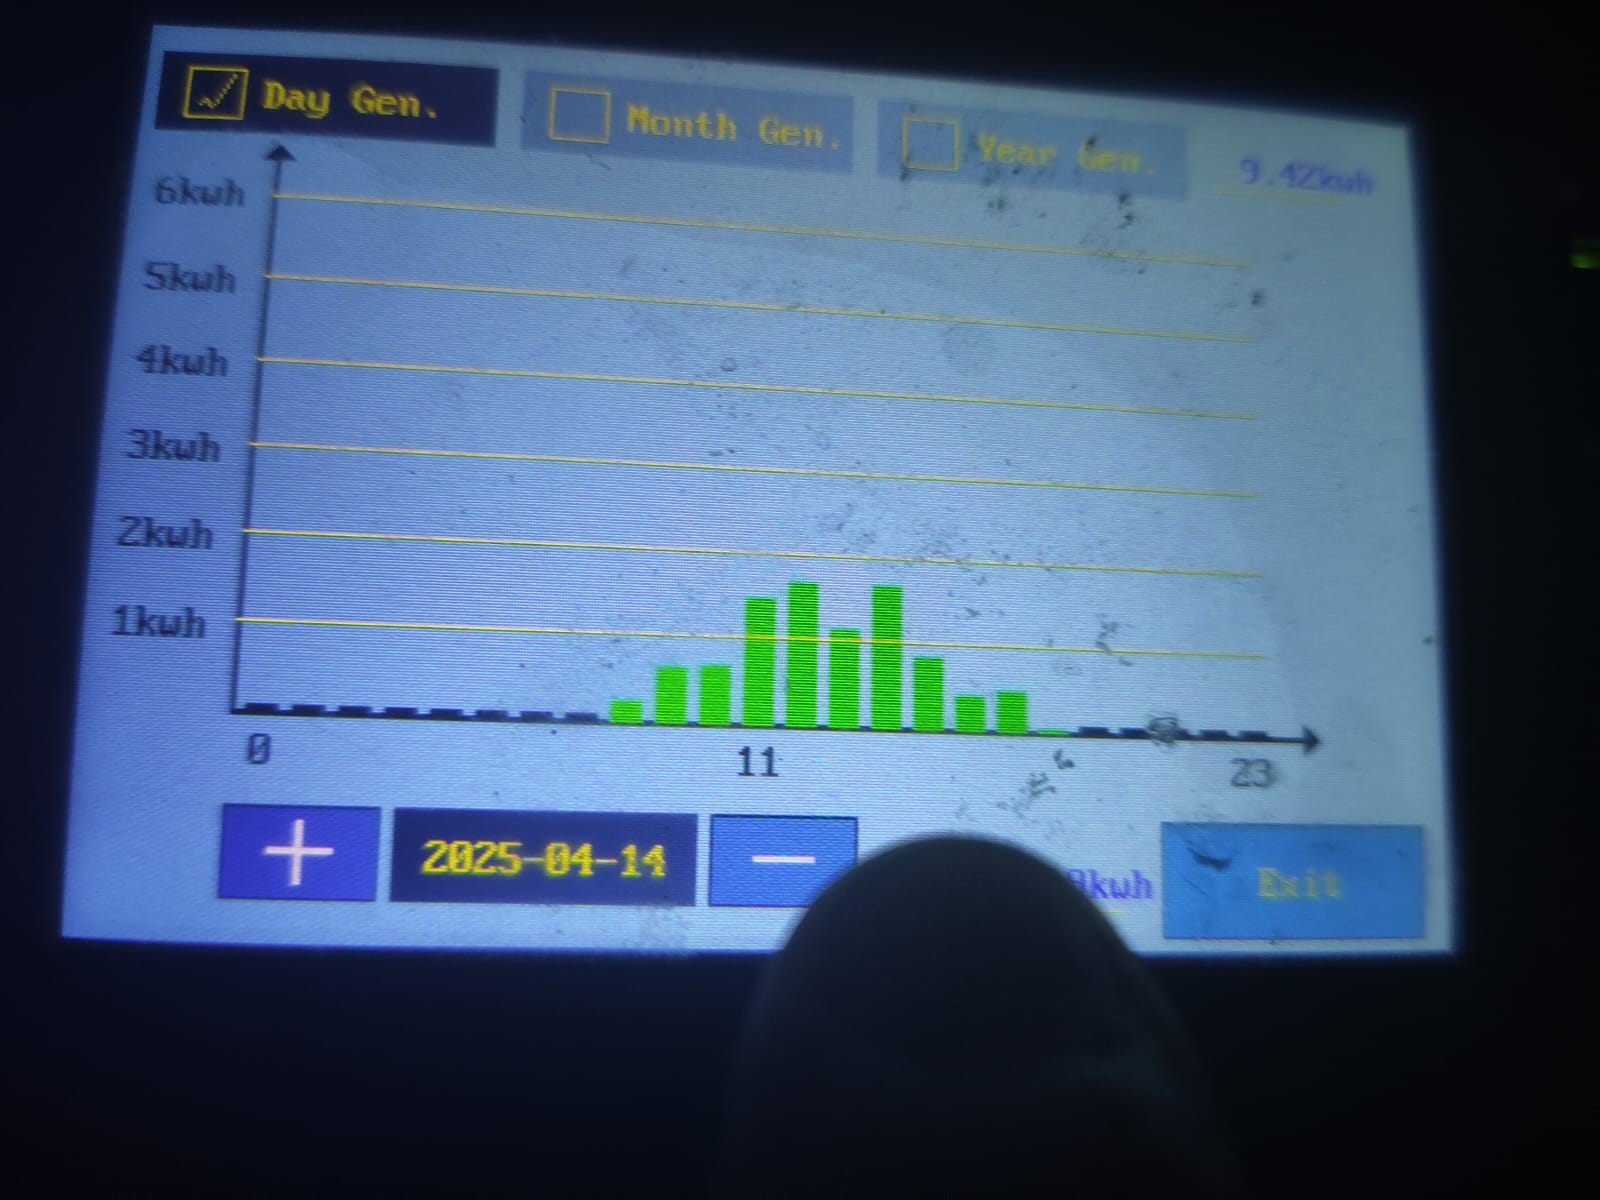 Day Gen. Month Gen. Year Gen. 9.42kwh
6kwh
5kwh
4kwh
3kwh
2kwh
1kwh
0 11 23
+ 2025-04-14 − kwh Exit